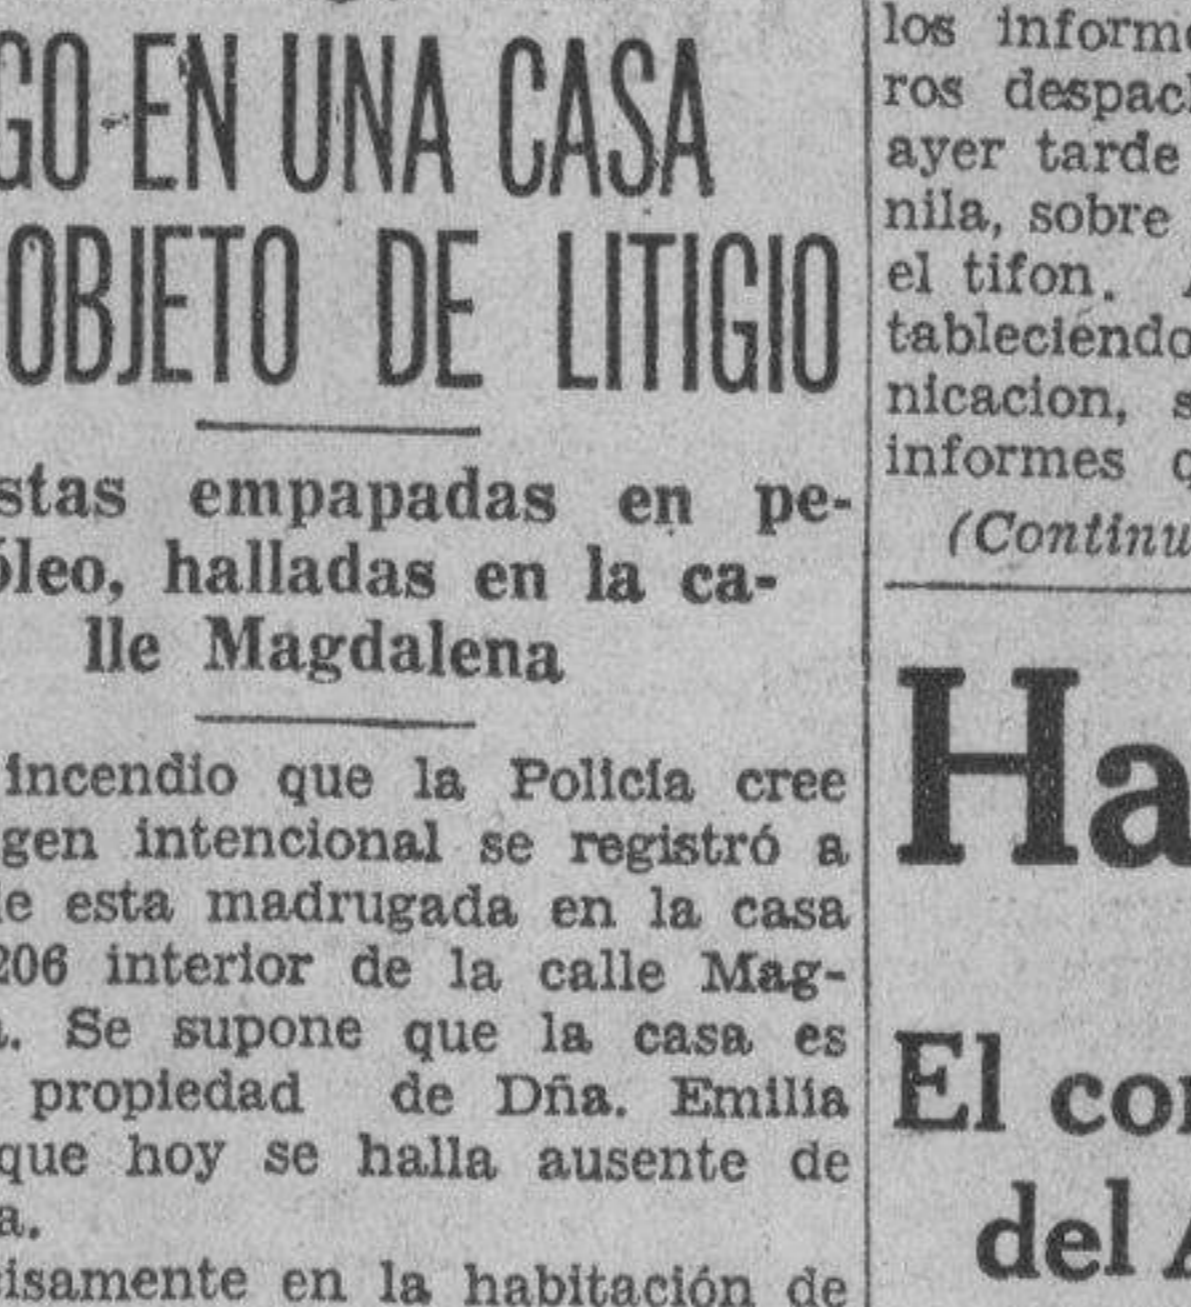 GO EN UNA CASA
OBJETO DE LITIGIO
stas empapadas en pe-
óleo, halladas en la ca-
lle Magdalena
incendio que la Policía cree
gen intencional se registró a
de esta madrugada en la casa
206 interior de la calle Mag-
a. Se supone que la casa es
propiedad de Dña. Emilia
que hoy se halla ausente de
a.
cisamente en la habitación de
los informe
ros despach
ayer tarde
nila, sobre
el tifon. A
tableciendo
nicacion, s
informes q
(Continu
Ha
El con
del A